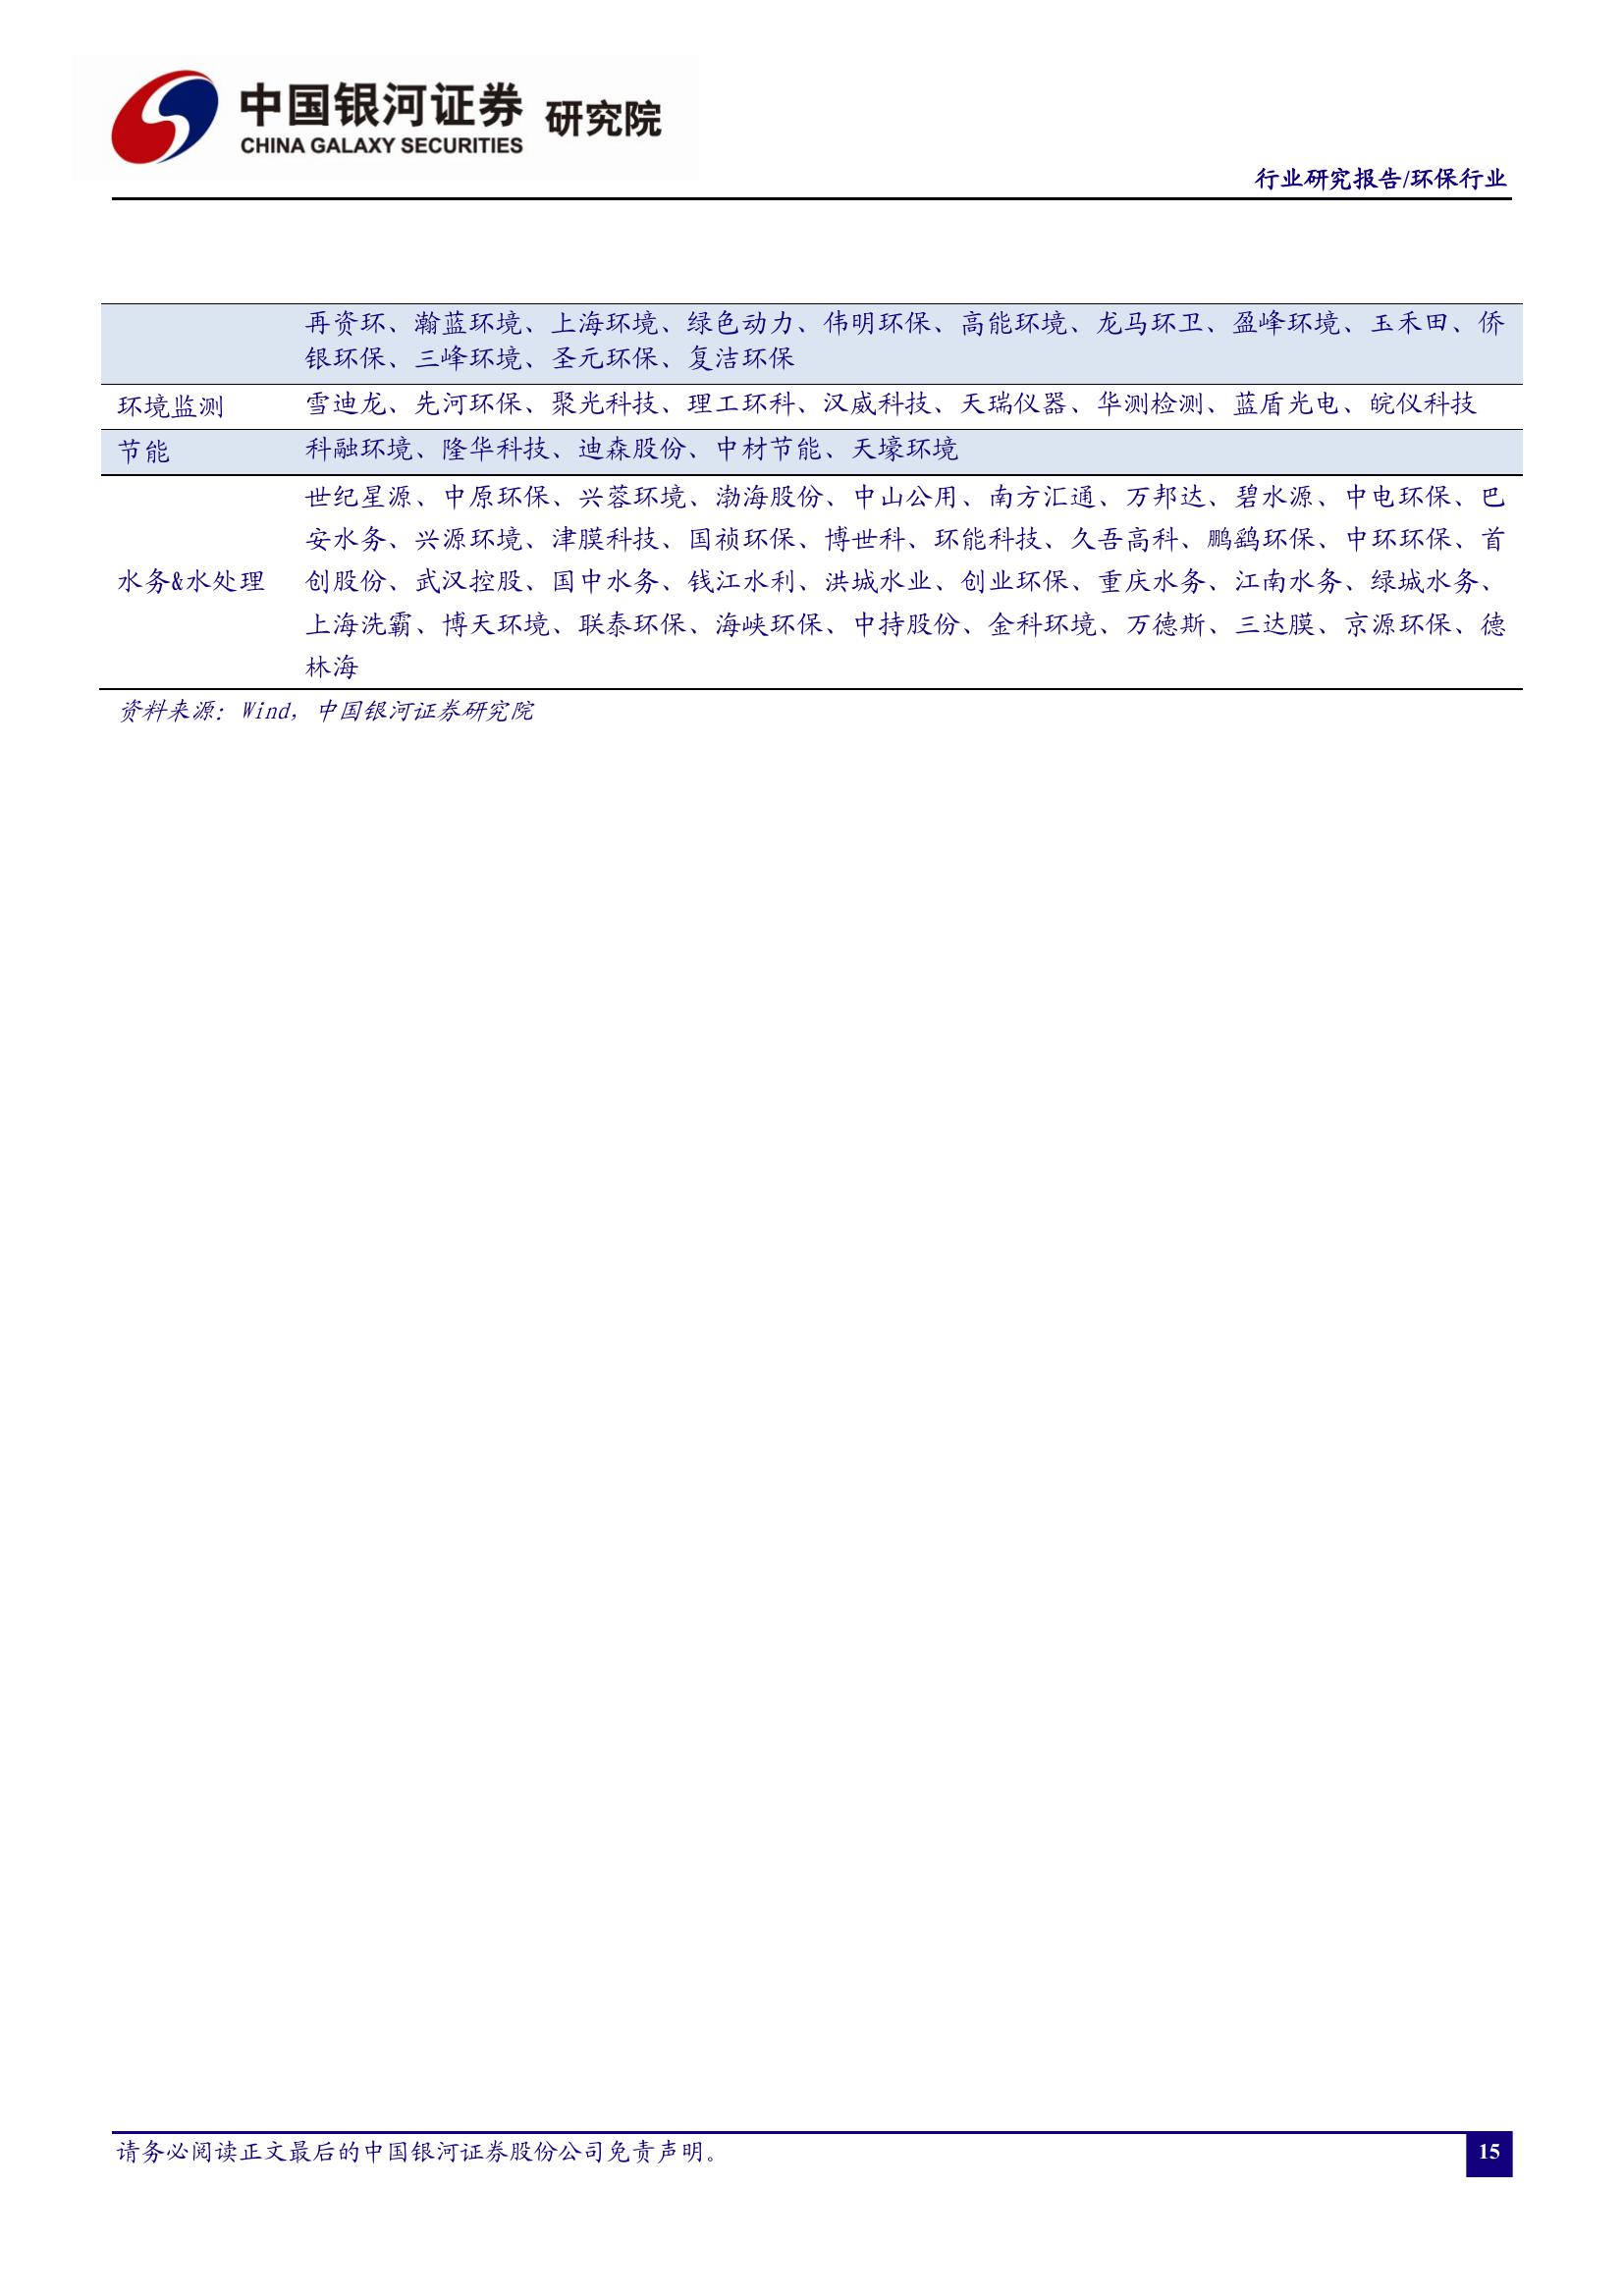 中国银河证券 研究院
CHINA GALAXY SECURITIES
行业研究报告/环保行业
再资环、瀚蓝环境、上海环境、绿色动力、伟明环保、高能环境、龙马环卫、盈峰环境、玉禾田、侨
银环保、三峰环境、圣元环保、复洁环保
环境监测 雪迪龙、先河环保、聚光科技、理工环科、汉威科技、天瑞仪器、华测检测、蓝盾光电、皖仪科技
节能 科融环境、隆华科技、迪森股份、中材节能、天壕环境
世纪星源、中原环保、兴蓉环境、渤海股份、中山公用、南方汇通、万邦达、碧水源、中电环保、巴
安水务、兴源环境、津膜科技、国祯环保、博世科、环能科技、久吾高科、鹏鹞环保、中环环保、首
水务&水处理 创股份、武汉控股、国中水务、钱江水利、洪城水业、创业环保、重庆水务、江南水务、绿城水务、
上海洗霸、博天环境、联泰环保、海峡环保、中持股份、金科环境、万德斯、三达膜、京源环保、德
林海
资料来源：Wind，中国银河证券研究院
请务必阅读正文最后的中国银河证券股份公司免责声明。
15